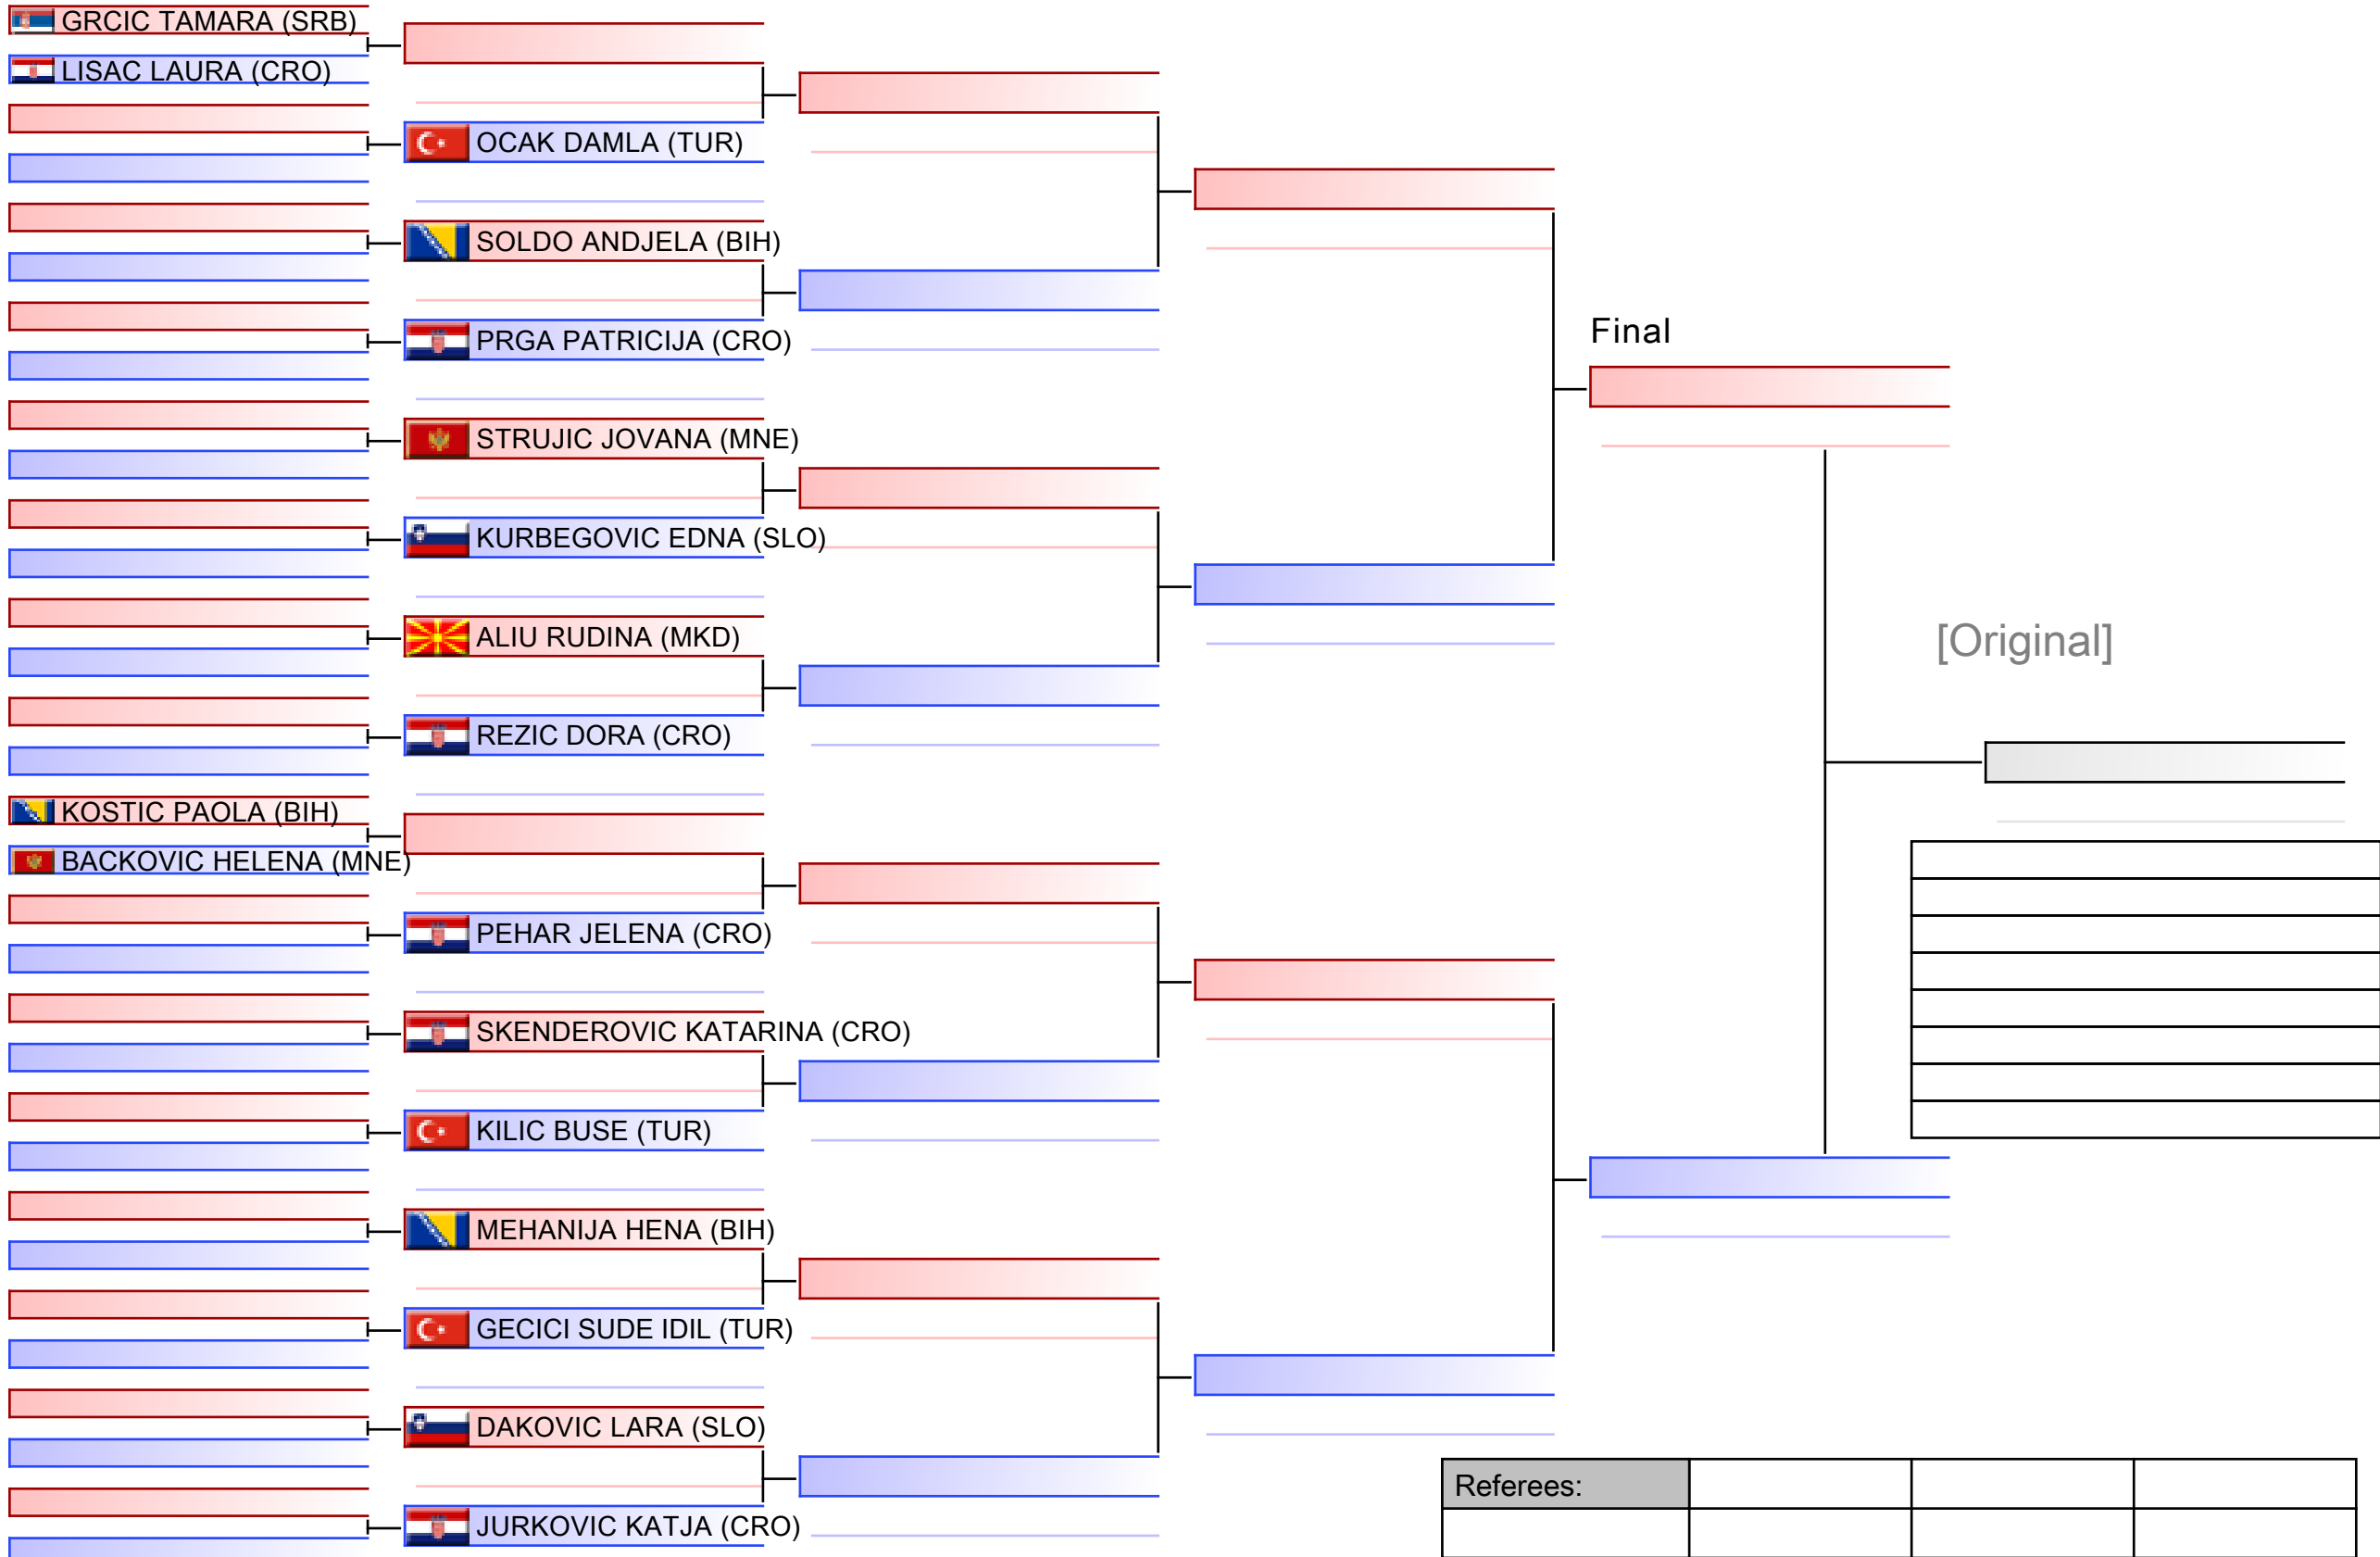 GRCIC TAMARA (SRB)
LISAC LAURA (CRO)
OCAK DAMLA (TUR)
SOLDO ANDJELA (BIH)
PRGA PATRICIJA (CRO)
Final
STRUJIC JOVANA (MNE)
KURBEGOVIC EDNA (SLO)
ALIU RUDINA (MKD)
[Original]
REZIC DORA (CRO)
KOSTIC PAOLA (BIH)
BACKOVIC HELENA (MNE)
PEHAR JELENA (CRO)
SKENDEROVIC KATARINA (CRO)
KILIC BUSE (TUR)
MEHANIJA HENA (BIH)
GECICI SUDE IDIL (TUR)
DAKOVIC LARA (SLO)
Referees:
JURKOVIC KATJA (CRO)